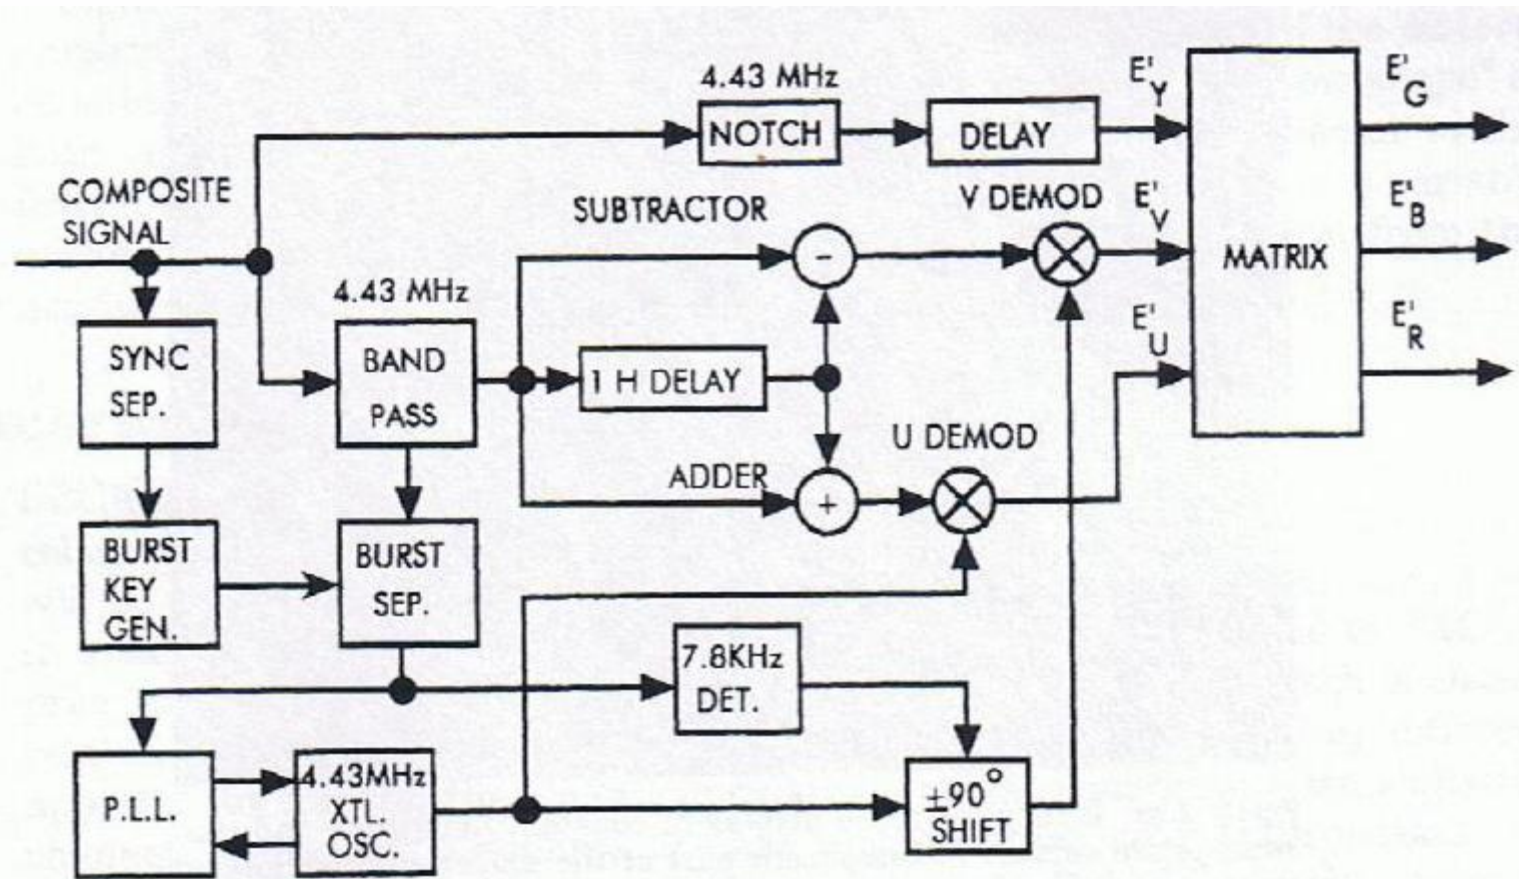 4.43 MHz
NOTCH
DELAY
E'Y
E'G
COMPOSITE
SIGNAL
SUBTRACTOR
V DEMOD
E'V
E'B
MATRIX
4.43 MHz
SYNC
SEP.
BAND
PASS
1 H DELAY
E'U
E'R
ADDER
U DEMOD
BURST
KEY
GEN.
BURST
SEP.
-
+
7.8KHz
DET.
P.L.L.
4.43MHz
XTL.
OSC.
±90°
SHIFT